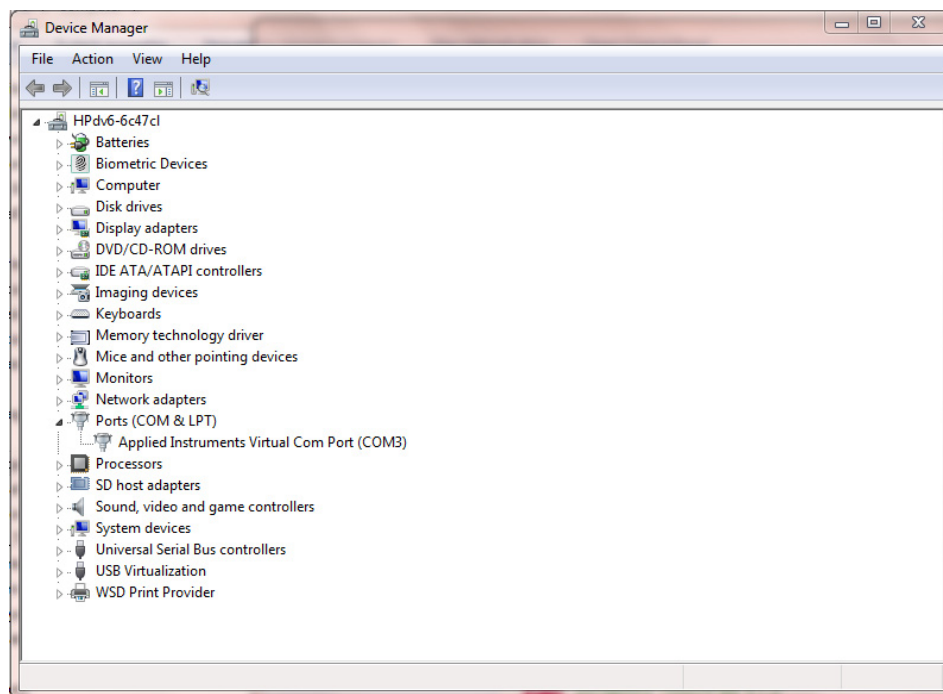 Device Manager
File Action View Help
HPdv6-6c47cl
Batteries
Biometric Devices
Computer
Disk drives
Display adapters
DVD/CD-ROM drives
IDE ATA/ATAPI controllers
Imaging devices
Keyboards
Memory technology driver
Mice and other pointing devices
Monitors
Network adapters
Ports (COM & LPT)
Applied Instruments Virtual Com Port (COM3)
Processors
SD host adapters
Sound, video and game controllers
System devices
Universal Serial Bus controllers
USB Virtualization
WSD Print Provider